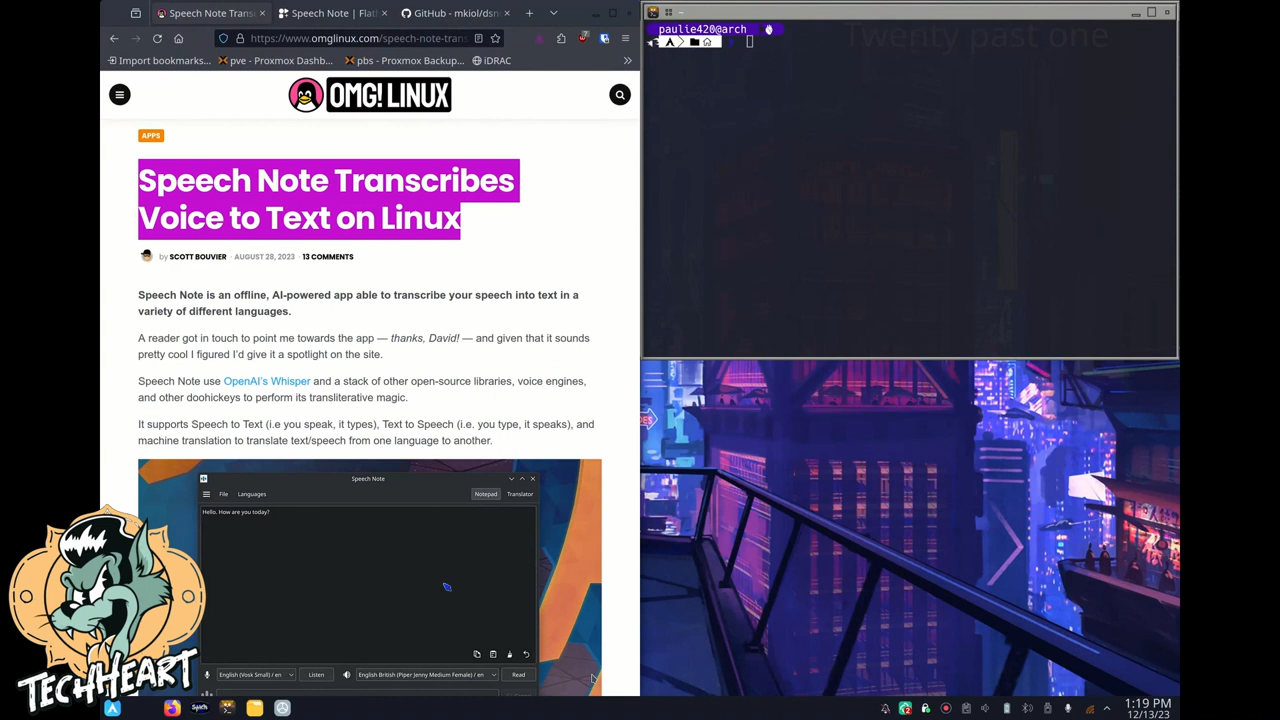 Speech Note Trans
Speech Note | Flat
GitHub - mkiol/dsn
https://www.omglinux.com/speech-note-trans
Import bookmarks...
pve - Proxmox Dashb...
pbs - Proxmox Backup...
iDRAC
OMG! LINUX
APPS
Speech Note Transcribes
Voice to Text on Linux
by SCOTT BOUVIER · AUGUST 28, 2023 · 13 COMMENTS
Speech Note is an offline, AI-powered app able to transcribe your speech into text in a
variety of different languages.
A reader got in touch to point me towards the app — thanks, David! — and given that it sounds
pretty cool I figured I'd give it a spotlight on the site.
Speech Note use OpenAI's Whisper and a stack of other open-source libraries, voice engines,
and other doohickeys to perform its transliterative magic.
It supports Speech to Text (i.e you speak, it types), Text to Speech (i.e. you type, it speaks), and
machine translation to translate text/speech from one language to another.
Speech Note
File Languages Notepad Translator
Hello. How are you today?
English (Vosk Small) / en Listen English British (Piper Jenny Medium Female) / en Read
paulie420@arch
Twenty past one
TECHHEART
1:19 PM
12/13/23